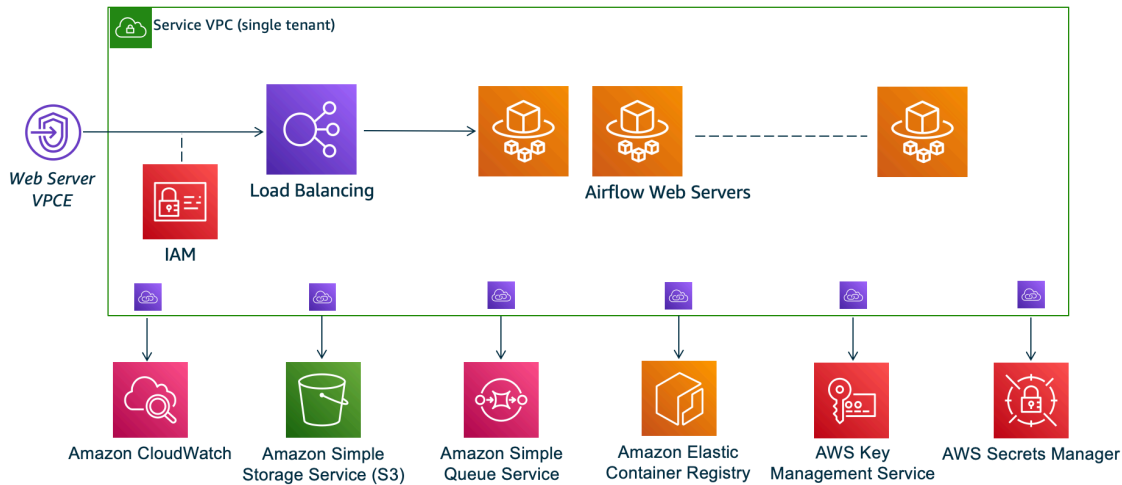 Service VPC (single tenant)
Web Server
VPCE
IAM
Load Balancing
Airflow Web Servers
Amazon CloudWatch
Amazon Simple
Storage Service (S3)
Amazon Simple
Queue Service
Amazon Elastic
Container Registry
AWS Key
Management Service
AWS Secrets Manager